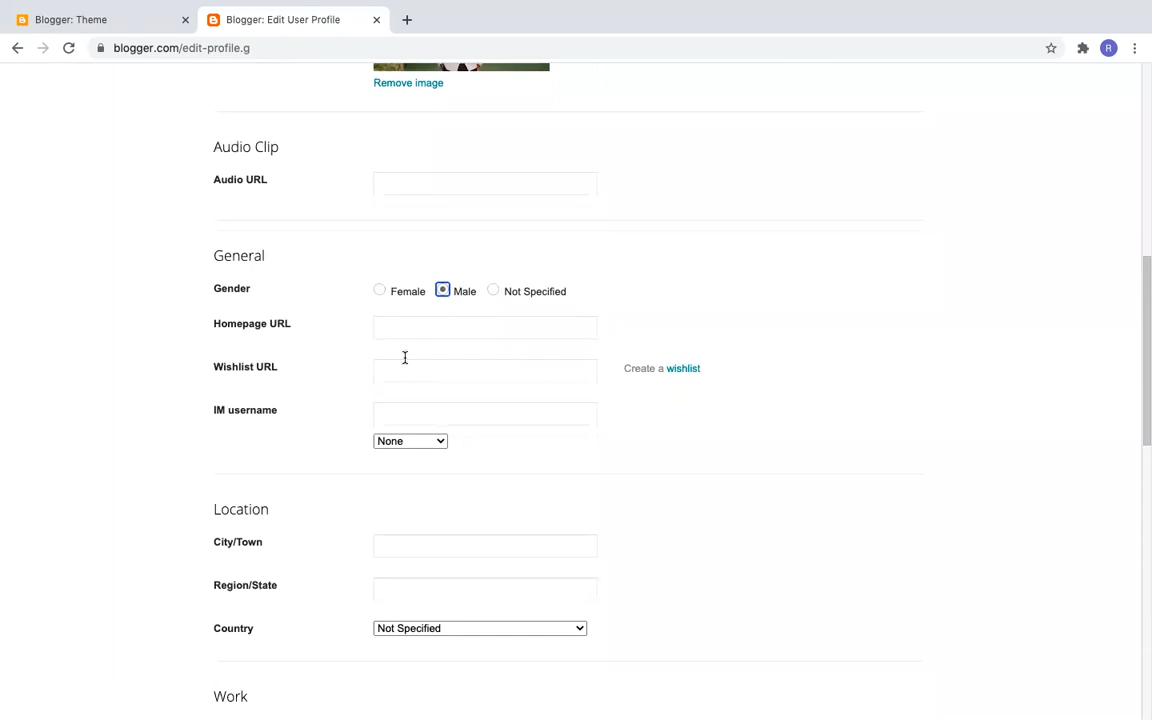 Blogger: Theme
Blogger: Edit User Profile
blogger.com/edit-profile.g
R
Remove image
Audio Clip
Audio URL
General
Gender Female Male Not Specified
Homepage URL
Wishlist URL Create a wishlist
IM username
None
Location
City/Town
Region/State
Country Not Specified
Work